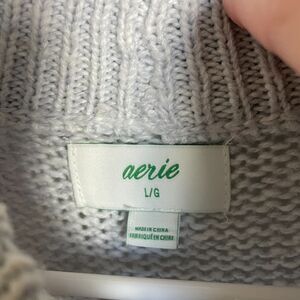 aerie
L/G
MADE IN CHINA
FABRIQUÉ EN CHINE